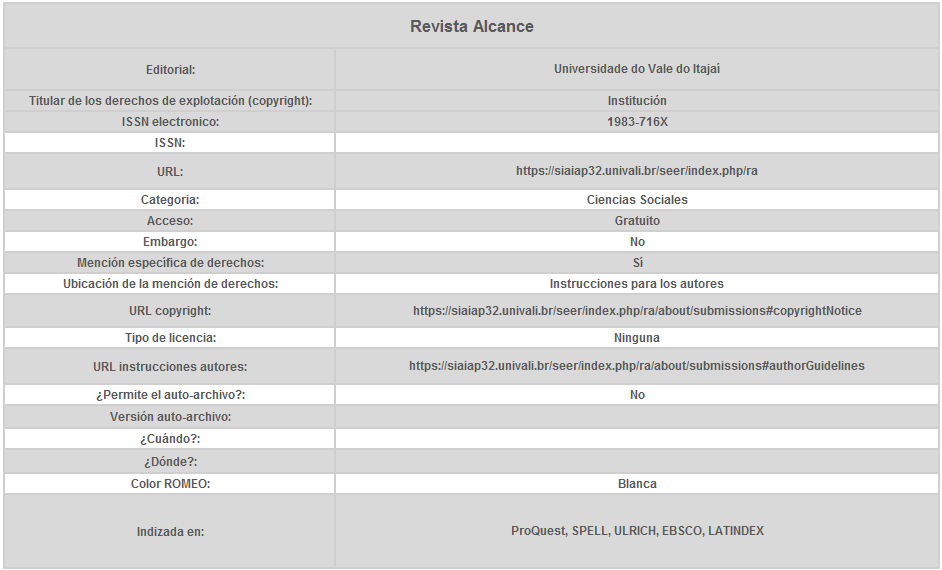 Revista Alcance
Editorial: Universidade do Vale do Itajaí
Titular de los derechos de explotación (copyright): Institución
ISSN electronico: 1983-716X
ISSN:
URL: https://siaiap32.univali.br/seer/index.php/ra
Categoria: Ciencias Sociales
Acceso: Gratuito
Embargo: No
Mención específica de derechos: Si
Ubicación de la mención de derechos: Instrucciones para los autores
URL copyright: https://siaiap32.univali.br/seer/index.php/ra/about/submissions#copyrightNotice
Tipo de licencia: Ninguna
URL instrucciones autores: https://siaiap32.univali.br/seer/index.php/ra/about/submissions#authorGuidelines
¿Permite el auto-archivo?: No
Versión auto-archivo:
¿Cuándo?:
¿Dónde?:
Color ROMEO: Blanca
Indizada en: ProQuest, SPELL, ULRICH, EBSCO, LATINDEX